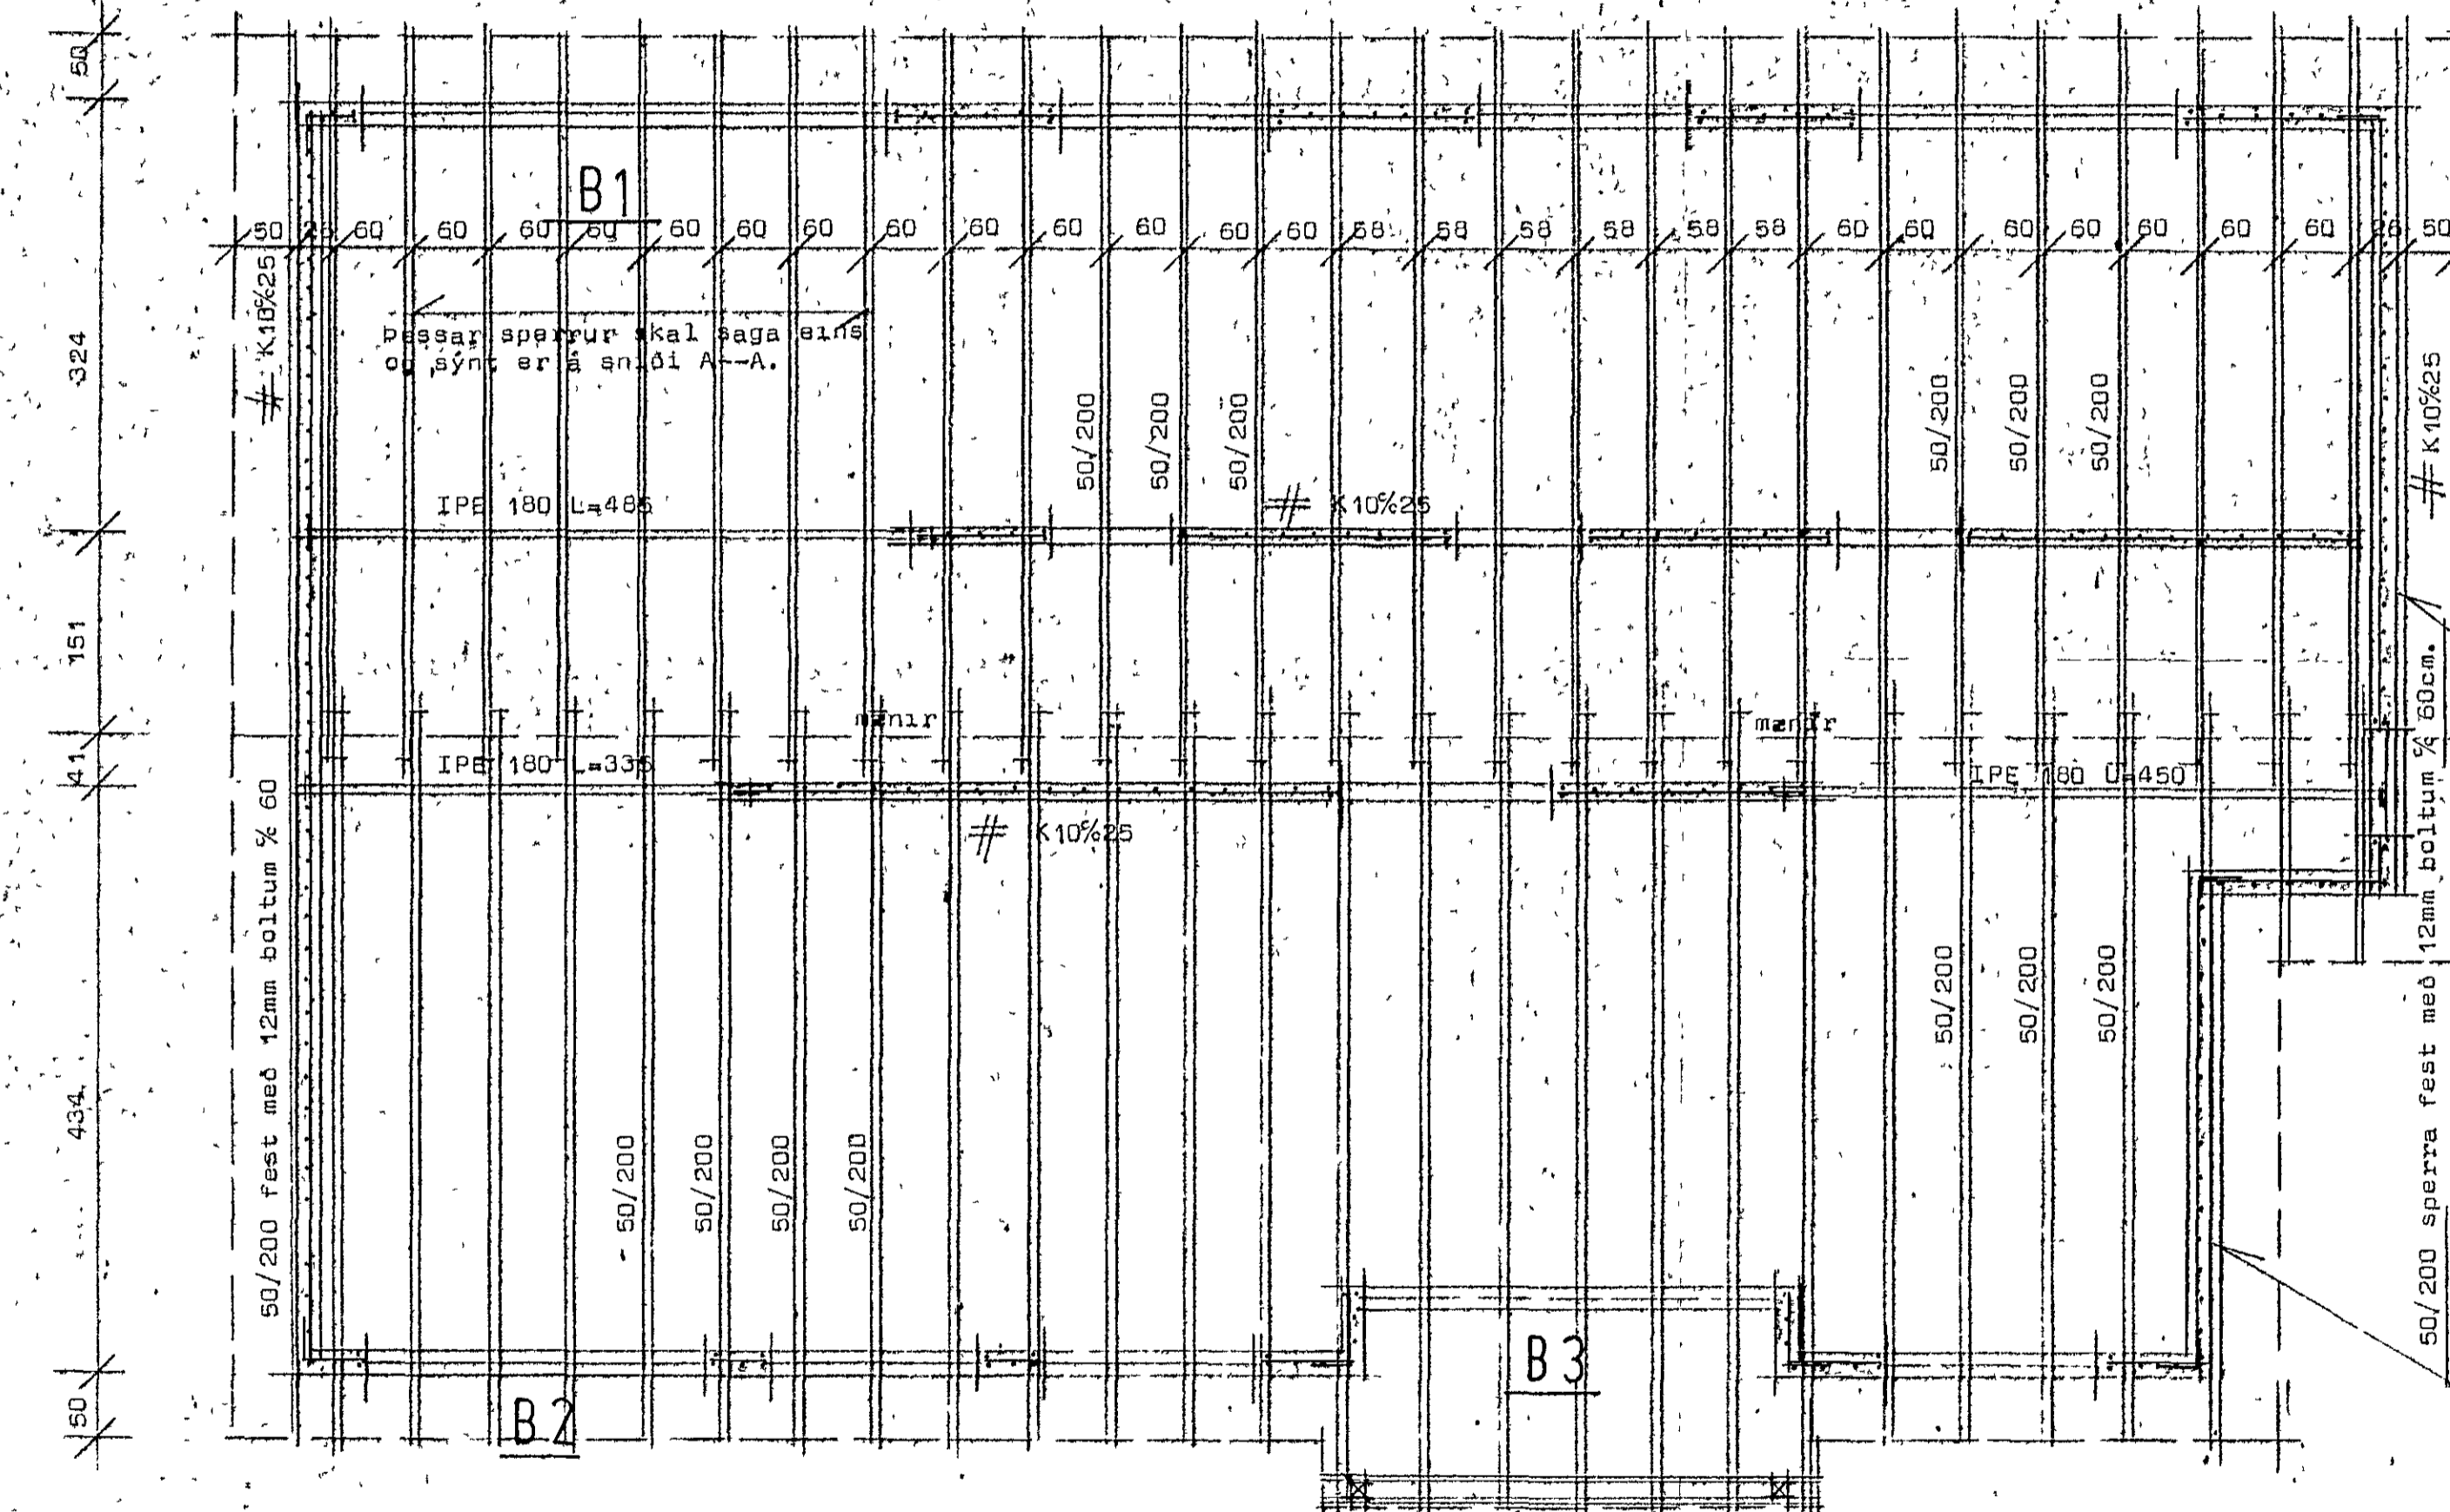 50
324
151
41
434
50
B1
50 26 60 60 60 60 60 60 60 60 60 60 60 60 60 58 58 58 58 58 58 60 60 60 60 60 60 60 26 50
# K10%25
Þessar sperrur skal saga eins
og sýnt er á sniði A--A.
50/200
50/200
50/200
50/200
50/200
50/200
# K10%25
IPE 180 L=485
# K10%25
mænir
mænir
IPE 180 L=335
IPE 180 L=450
# K10%25
50/200 fest með 12mm boltum % 60
50/200
50/200
50/200
50/200
50/200
50/200
50/200
50/200 sperra fest með 12mm boltum % 60cm.
B3
B2